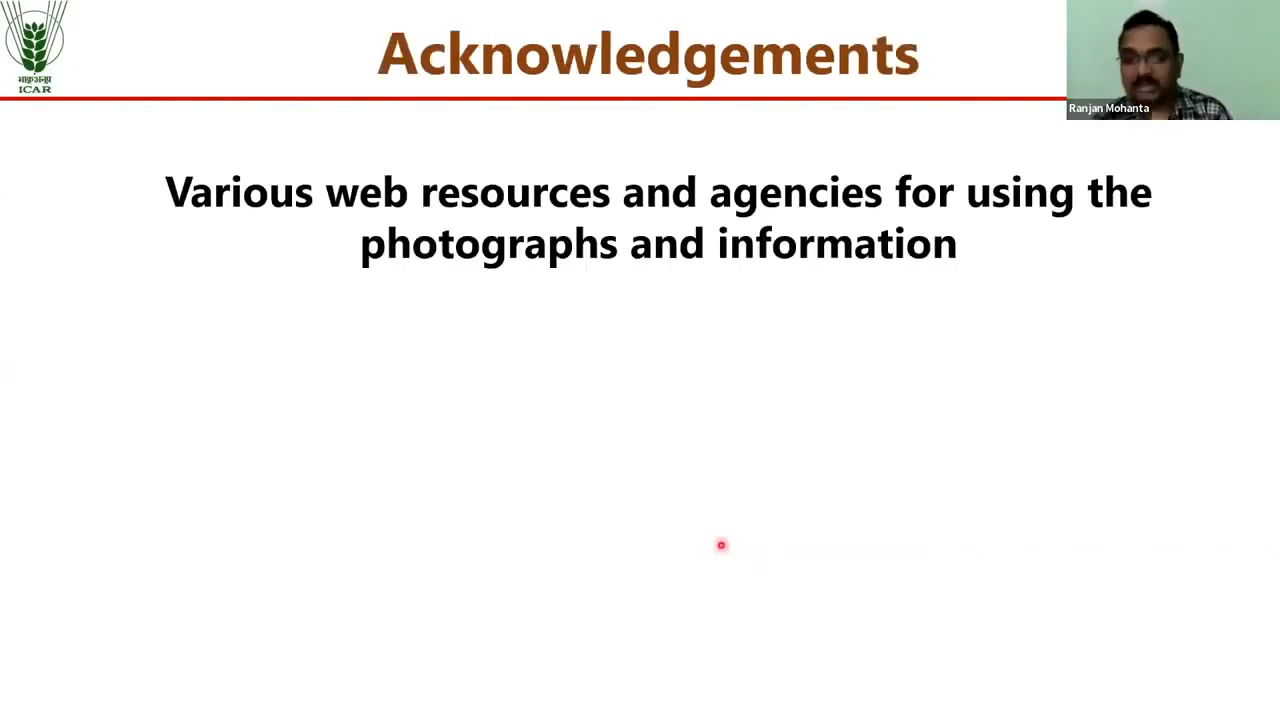 Acknowledgements
भाकृअनुप
ICAR
Ranjan Mohanta
Various web resources and agencies for using the
photographs and information